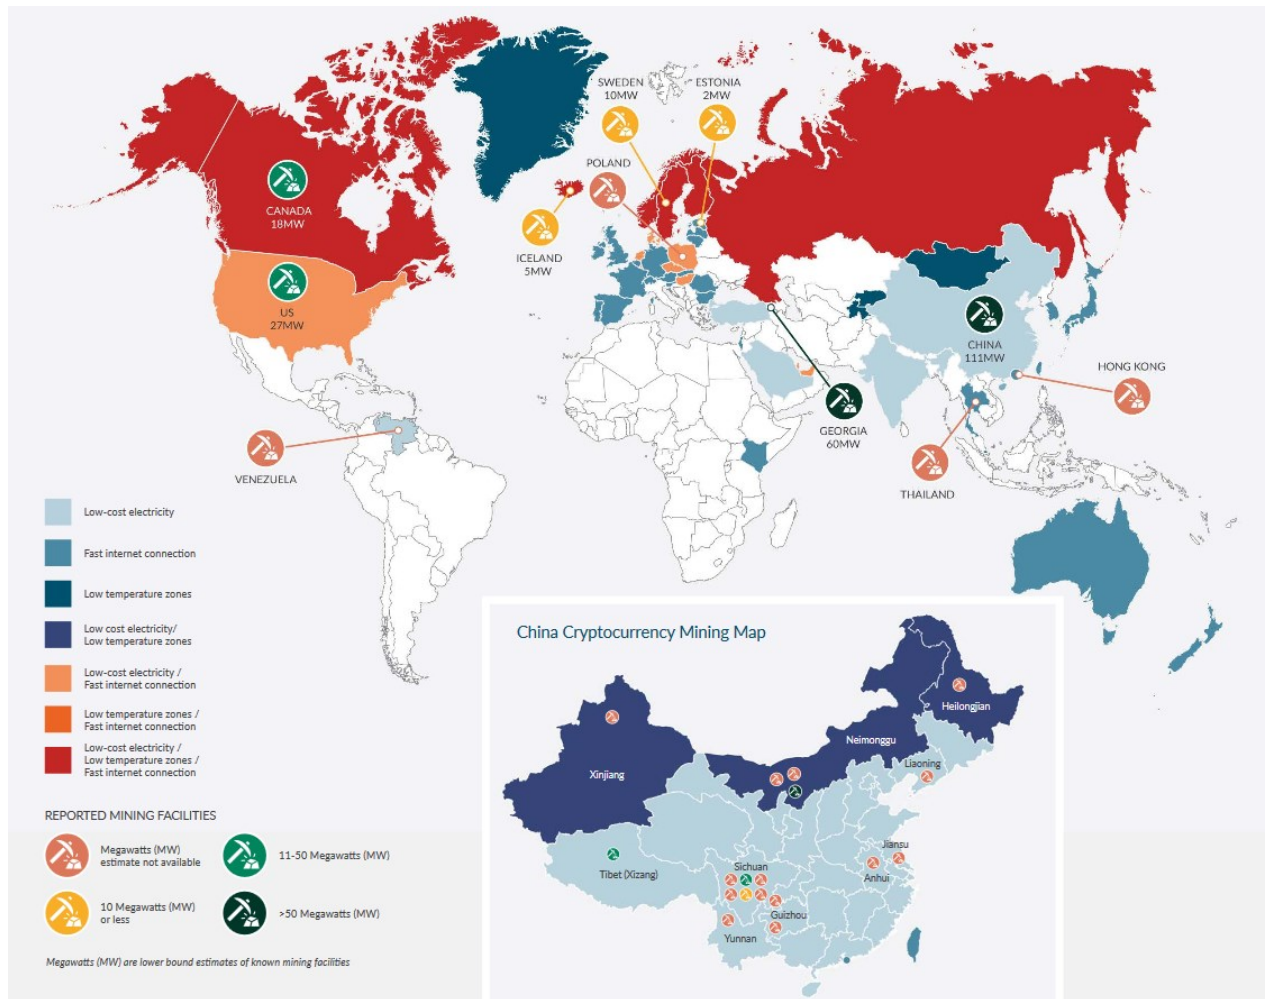 SWEDEN
10MW
ESTONIA
2MW
POLAND
CANADA
18MW
ICELAND
5MW
US
27MW
CHINA
111MW
HONG KONG
GEORGIA
60MW
VENEZUELA
THAILAND
Low-cost electricity
Fast internet connection
Low temperature zones
Low cost electricity/
Low temperature zones
Low-cost electricity /
Fast internet connection
Low temperature zones /
Fast internet connection
Low-cost electricity /
Low temperature zones /
Fast internet connection
REPORTED MINING FACILITIES
Megawatts (MW)
estimate not available
11-50 Megawatts (MW)
10 Megawatts (MW)
or less
>50 Megawatts (MW)
Megawatts (MW) are lower bound estimates of known mining facilities
China Cryptocurrency Mining Map
Heilongjian
Neimonggu
Xinjiang
Liaoning
Jiansu
Anhui
Tibet (Xizang)
Sichuan
Guizhou
Yunnan